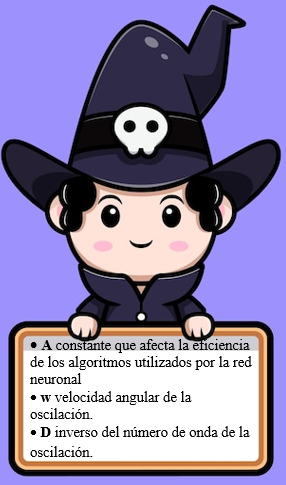 • A constante que afecta la eficiencia
de los algoritmos utilizados por la red
neuronal
• w velocidad angular de la
oscilación.
• D inverso del número de onda de la
oscilación.